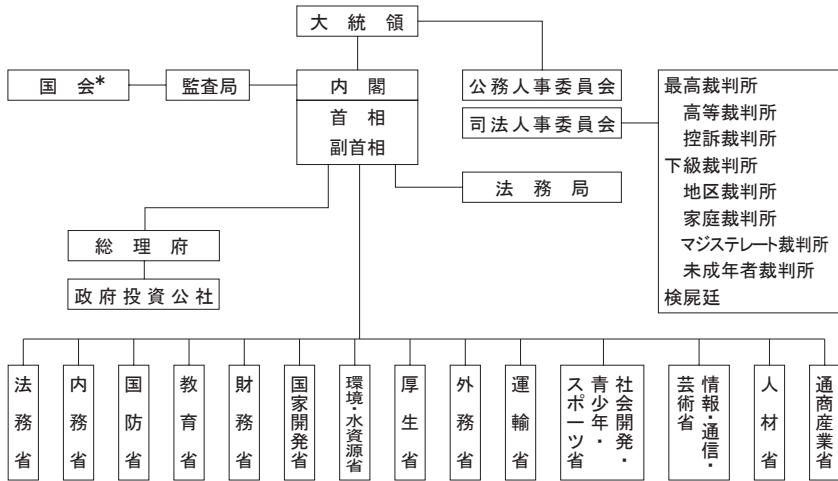 大統領
国会*
監査局
内閣
首相
副首相
公務人事委員会
司法人事委員会
最高裁判所
高等裁判所
控訴裁判所
下級裁判所
地区裁判所
家庭裁判所
マジステレート裁判所
未成年者裁判所
検屍廷
法務局
総理府
政府投資公社
法務省
内務省
国防省
教育省
財務省
国家開発省
環境・水資源省
厚生省
外務省
運輸省
社会開発・
青少年・
スポーツ省
情報・通信・
芸術省
人材省
通商産業省